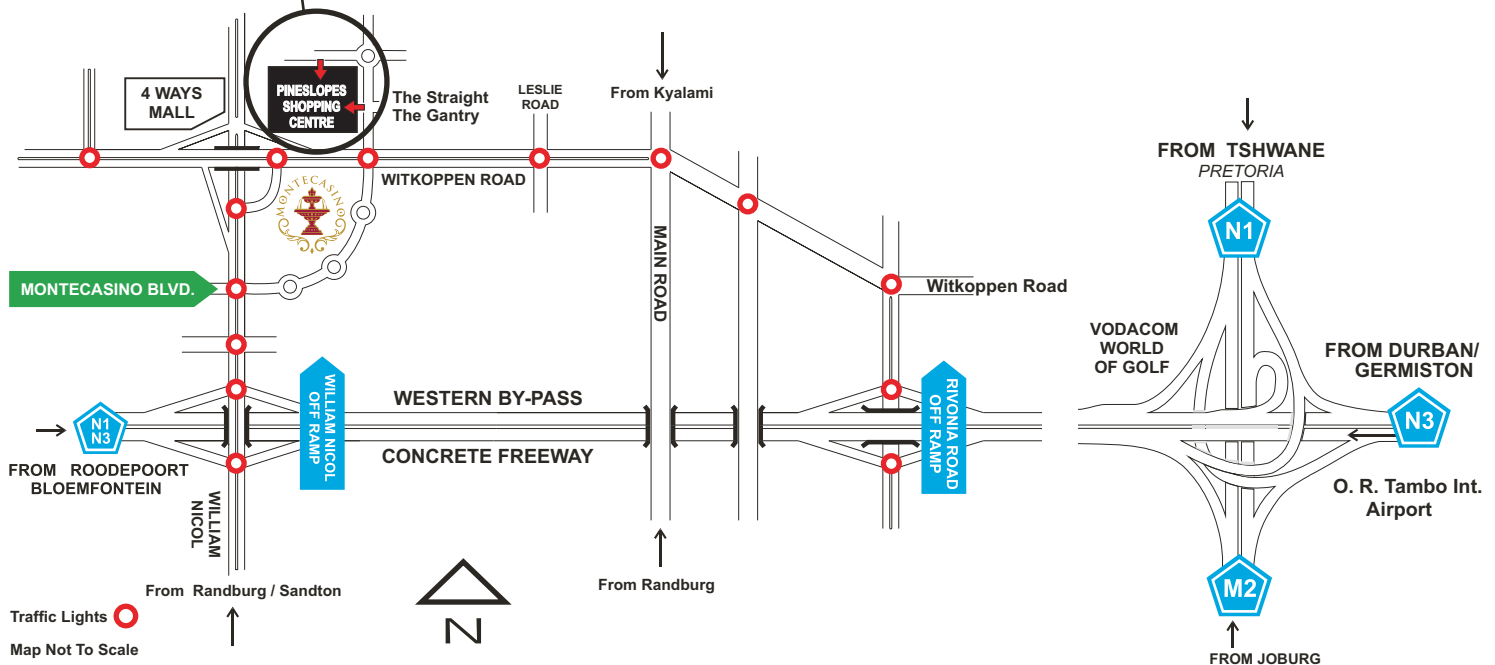 4 WAYS
MALL
PINESLOPES
SHOPPING
CENTRE
The Straight
The Gantry
LESLIE
ROAD
From Kyalami
WITKOPPEN ROAD
MONTECASINO
MONTECASINO BLVD.
MAIN ROAD
Witkoppen Road
FROM TSHWANE
PRETORIA
N1
VODACOM
WORLD
OF GOLF
FROM DURBAN/
GERMISTON
N3
O. R. Tambo Int.
Airport
M2
FROM JOBURG
N1
N3
FROM ROODEPOORT
BLOEMFONTEIN
WILLIAM NICOL
OFF RAMP
WESTERN BY-PASS
CONCRETE FREEWAY
RIVONIA ROAD
OFF RAMP
WILLIAM
NICOL
From Randburg / Sandton
From Randburg
N
Traffic Lights
Map Not To Scale